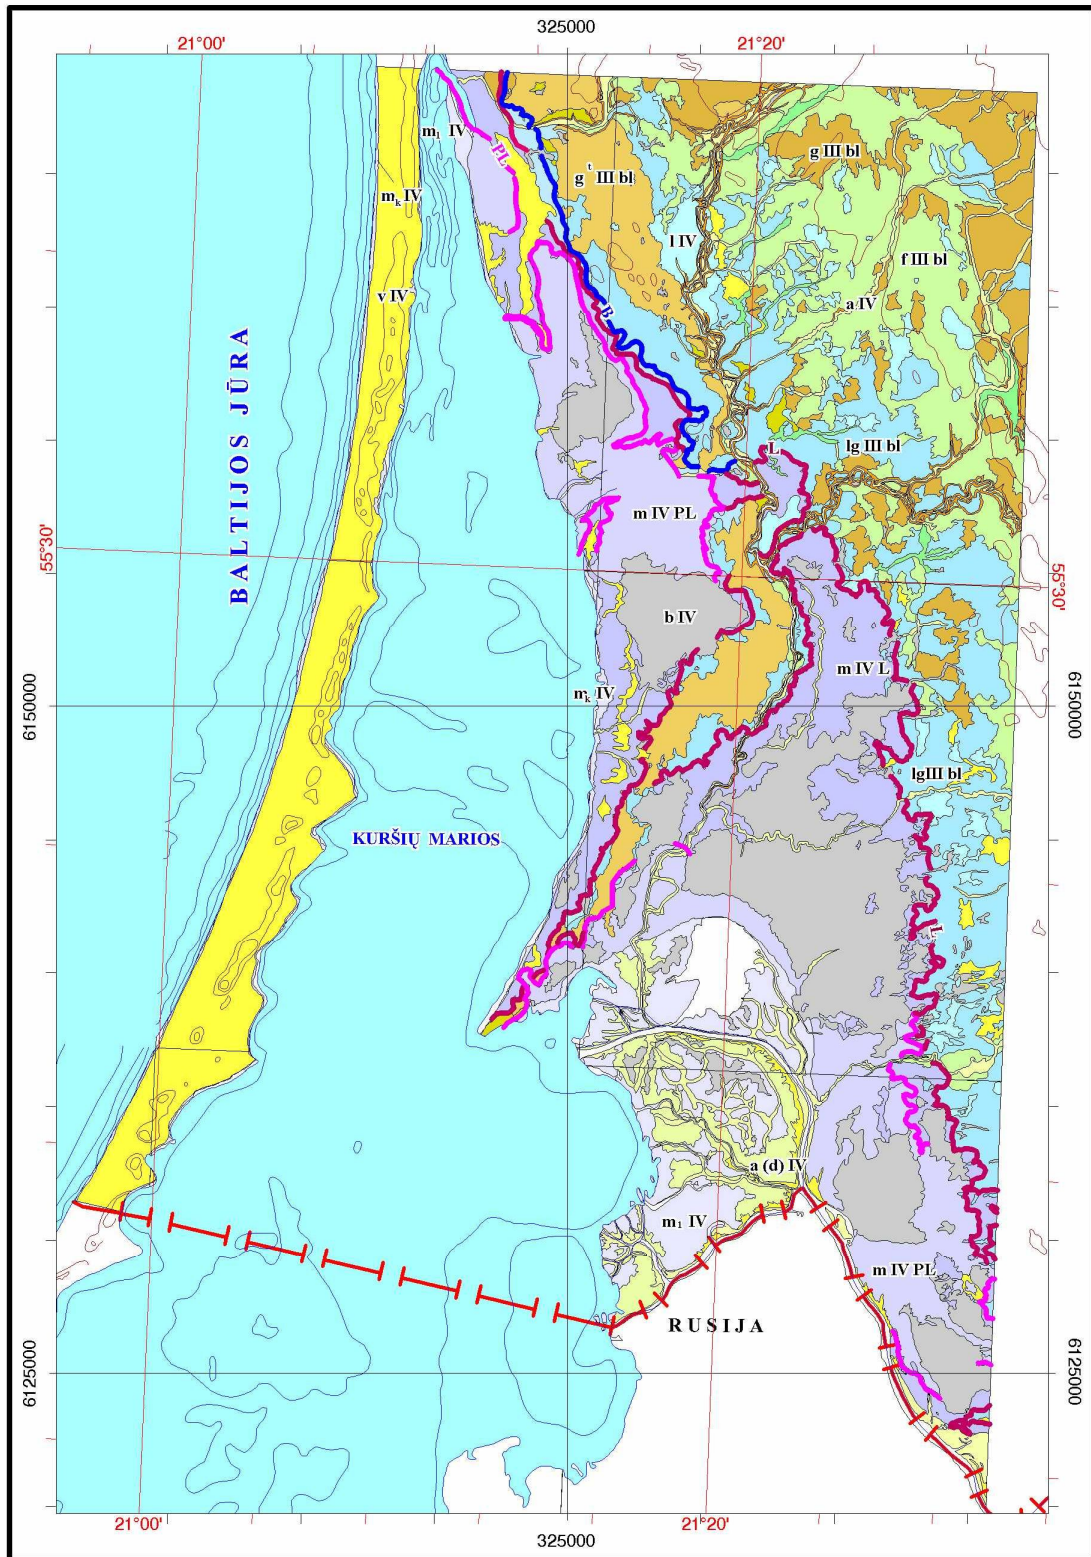 325000
21°00'
21°20'
m₁ IV
PL
g III bl
g ᵗ III bl
mₖ IV
l IV
f III bl
v IV
a IV
B
BALTIJOS JŪRA
L
lg III bl
m IV PL
55°30'
55°30'
b IV
m IV L
mₖ IV
6150000
6150000
lgIII bl
KURŠIŲ MARIOS
L
a (d) IV
m₁ IV
m IV PL
RUSIJA
6125000
6125000
21°00'
21°20'
325000